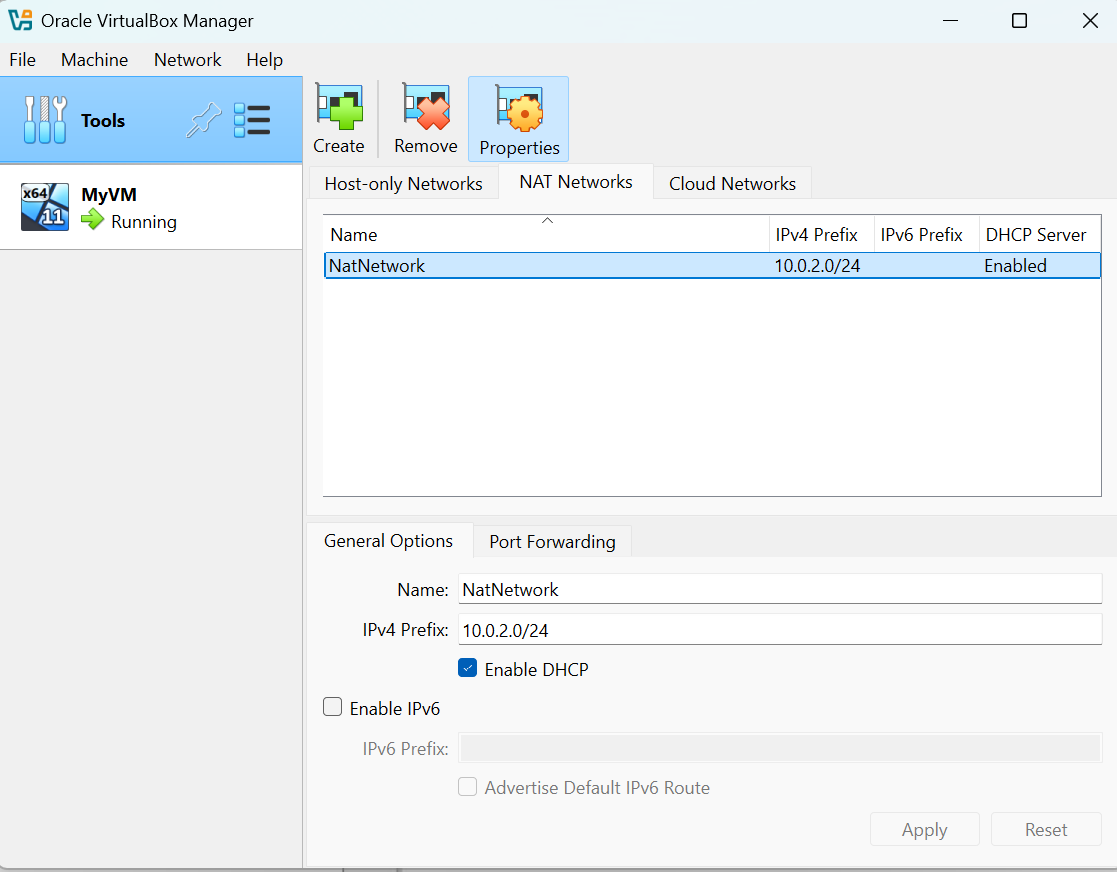 Oracle VirtualBox Manager
File Machine Network Help
Tools
Create Remove Properties
x64 11 MyVM
Running
Host-only Networks NAT Networks Cloud Networks
Name IPv4 Prefix IPv6 Prefix DHCP Server
NatNetwork 10.0.2.0/24 Enabled
General Options Port Forwarding
Name: NatNetwork
IPv4 Prefix: 10.0.2.0/24
Enable DHCP
Enable IPv6
IPv6 Prefix:
Advertise Default IPv6 Route
Apply Reset